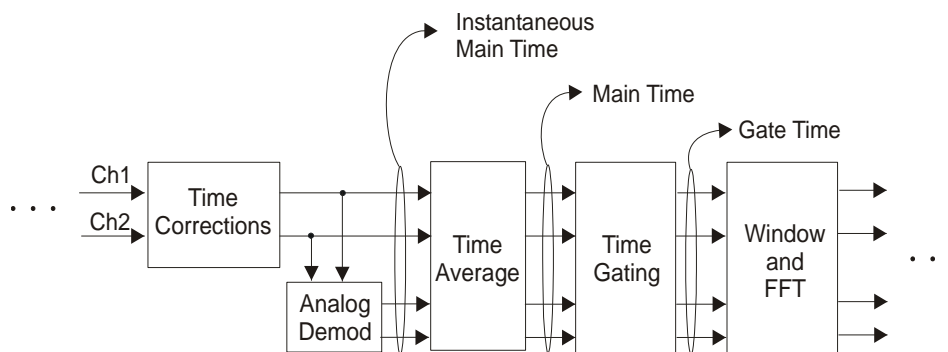 Instantaneous
Main Time
Main Time
Gate Time
Ch1
Ch2
. . .
Time
Corrections
Analog
Demod
Time
Average
Time
Gating
Window
and
FFT
. .